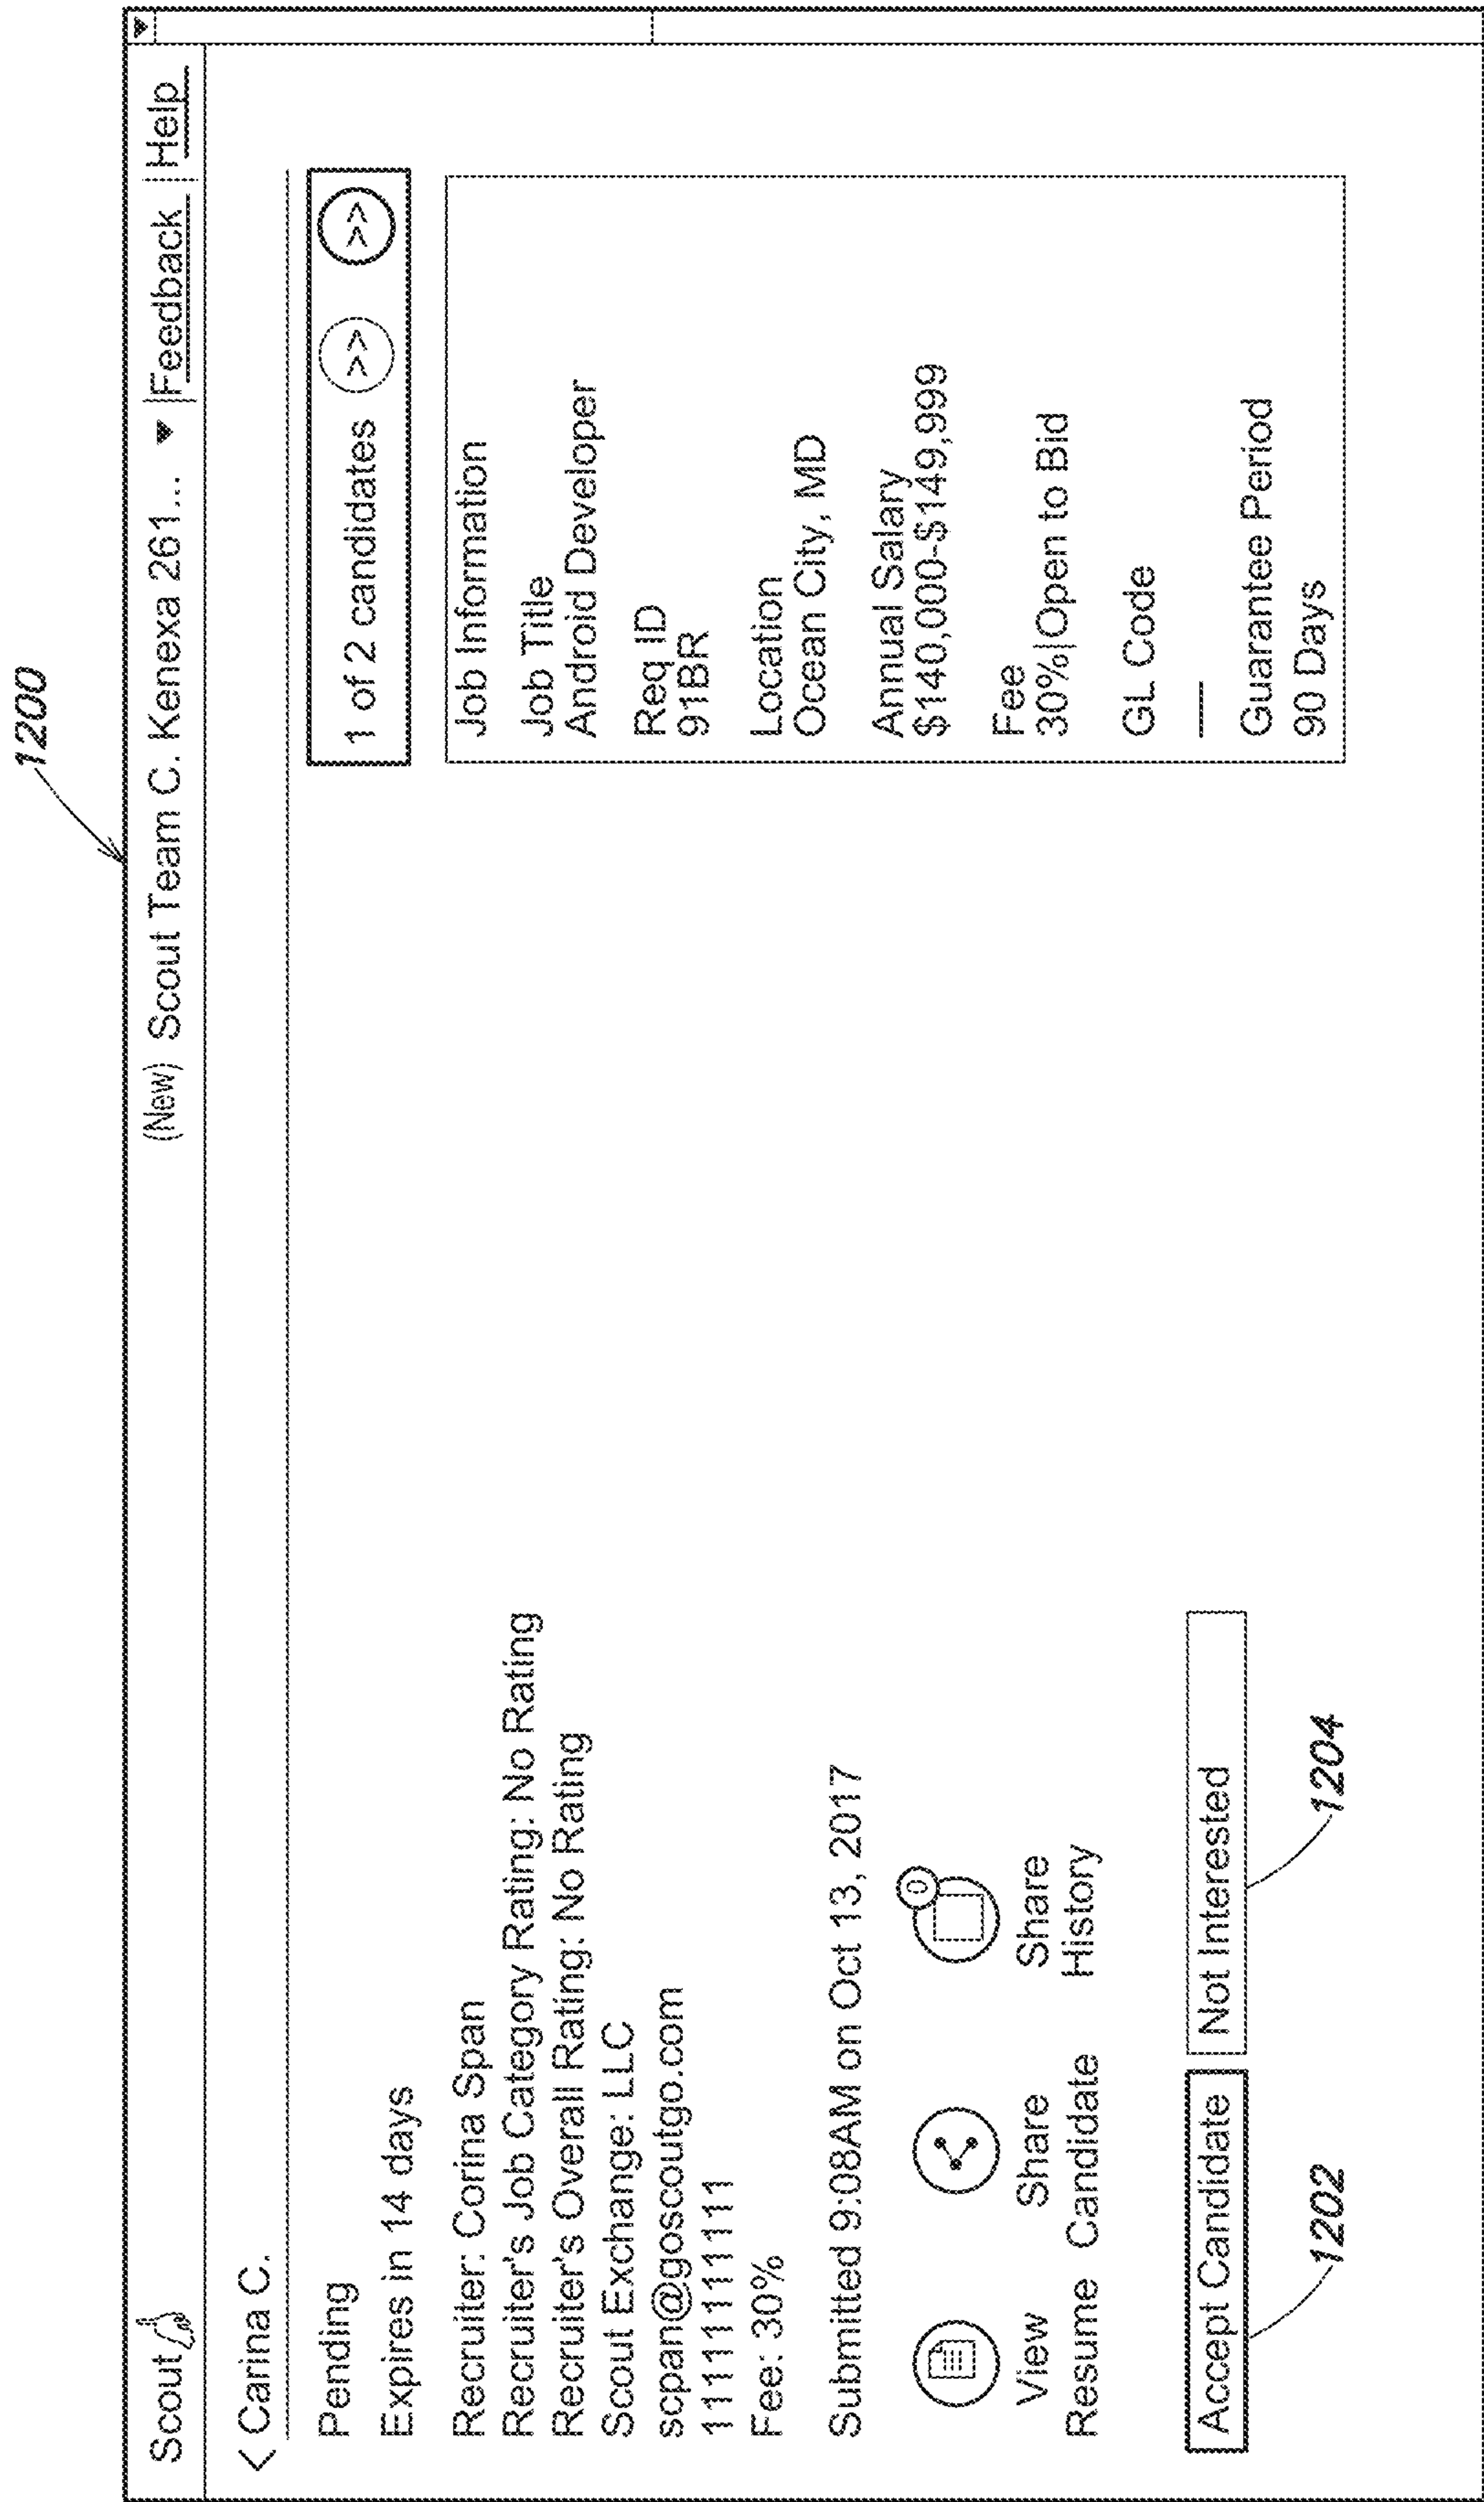 1200
Scout
(New) Scout Team C. Kenexa 261... ▼ |Feedback | Help
< Carina C.
Pending
Expires in 14 days
Recruiter: Corina Span
Recruiter's Job Category Rating: No Rating
Recruiter's Overall Rating: No Rating
Scout Exchange: LLC
scpan@goscoutgo.com
1111111111
Fee: 30%
Submitted 9:08AM on Oct 13, 2017
0
View
Resume
Share
Candidate
Share
History
Accept Candidate
Not Interested
1202
1204
1 of 2 candidates >> >>
Job Information
Job Title
Android Developer
Req ID
91BR
Location
Ocean City, MD
Annual Salary
$140,000-$149,999
Fee
30%|Open to Bid
GL Code
—
Guarantee Period
90 Days